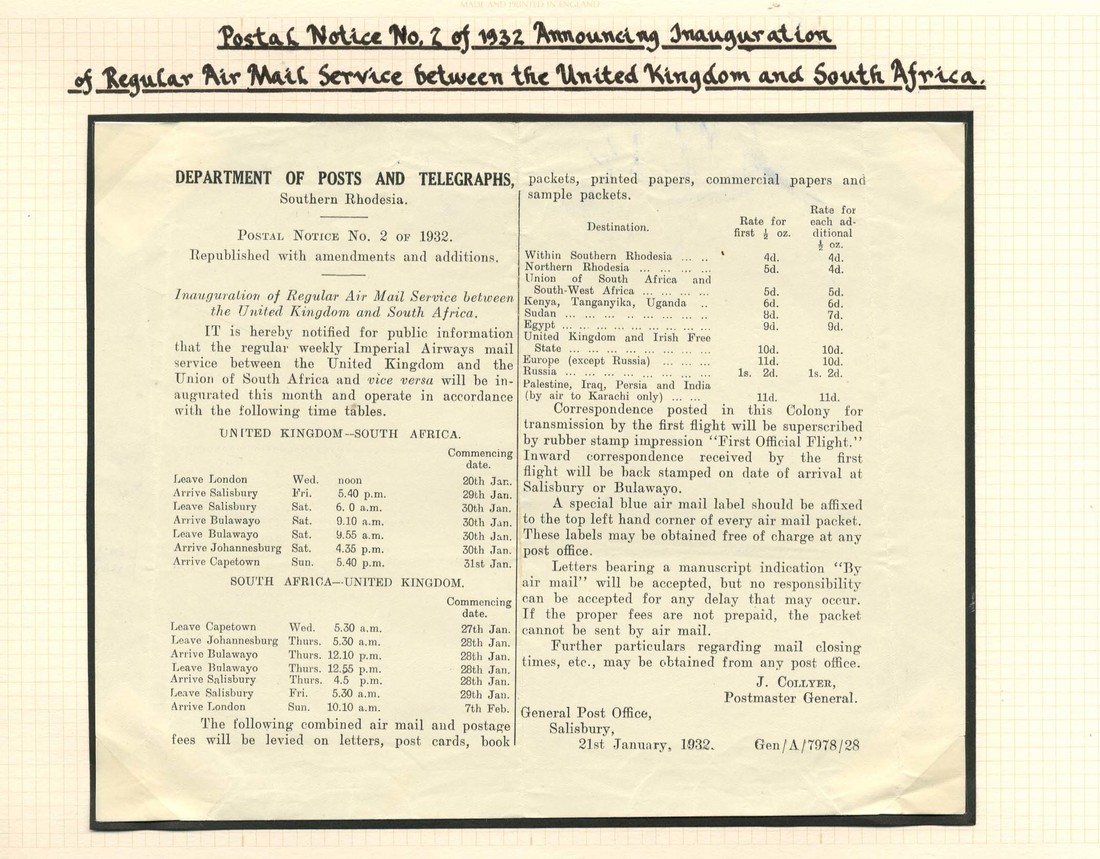 MADE AND PRINTED IN ENGLAND
Postal Notice No. 2 of 1932 Announcing Inauguration
of Regular Air Mail Service between the United Kingdom and South Africa.
DEPARTMENT OF POSTS AND TELEGRAPHS,
Southern Rhodesia.
POSTAL NOTICE NO. 2 OF 1932.
Republished with amendments and additions.
Inauguration of Regular Air Mail Service between
the United Kingdom and South Africa.
IT is hereby notified for public information
that the regular weekly Imperial Airways mail
service between the United Kingdom and the
Union of South Africa and vice versa will be in-
augurated this month and operate in accordance
with the following time tables.
UNITED KINGDOM—SOUTH AFRICA.
Commencing
date.
Leave London Wed. noon 20th Jan.
Arrive Salisbury Fri. 5.40 p.m. 29th Jan.
Leave Salisbury Sat. 6. 0 a.m. 30th Jan.
Arrive Bulawayo Sat. 9.10 a.m. 30th Jan.
Leave Bulawayo Sat. 9.55 a.m. 30th Jan.
Arrive Johannesburg Sat. 4.35 p.m. 30th Jan.
Arrive Capetown Sun. 5.40 p.m. 31st Jan.
SOUTH AFRICA—UNITED KINGDOM.
Commencing
date.
Leave Capetown Wed. 5.30 a.m. 27th Jan.
Leave Johannesburg Thurs. 5.30 a.m. 28th Jan.
Arrive Bulawayo Thurs. 12.10 p.m. 28th Jan.
Leave Bulawayo Thurs. 12.55 p.m. 28th Jan.
Arrive Salisbury Thurs. 4.5 p.m. 28th Jan.
Leave Salisbury Fri. 5.30 a.m. 29th Jan.
Arrive London Sun. 10.10 a.m. 7th Feb.
The following combined air mail and postage
fees will be levied on letters, post cards, book
packets, printed papers, commercial papers and
sample packets.
Destination. Rate for first ½ oz. Rate for each ad-ditional ½ oz.
Within Southern Rhodesia ... .. 4d. 4d.
Northern Rhodesia ... ... ... ... 5d. 4d.
Union of South Africa and
South-West Africa ... ... ... ... 5d. 5d.
Kenya, Tanganyika, Uganda .. 6d. 6d.
Sudan ... ... ... .. ... ... ... .. 8d. 7d.
Egypt ... ... ... ... ... ... ... ... 9d. 9d.
United Kingdom and Irish Free
State ... ... ... ... ... ... ... ... 10d. 10d.
Europe (except Russia) ... ... ... 11d. 10d.
Russia ... ... ... ... ... ... ... ... 1s. 2d. 1s. 2d.
Palestine, Iraq, Persia and India
(by air to Karachi only) ... ... 11d. 11d.
Correspondence posted in this Colony for
transmission by the first flight will be superscribed
by rubber stamp impression "First Official Flight."
Inward correspondence received by the first
flight will be back stamped on date of arrival at
Salisbury or Bulawayo.
A special blue air mail label should be affixed
to the top left hand corner of every air mail packet.
These labels may be obtained free of charge at any
post office.
Letters bearing a manuscript indication "By
air mail" will be accepted, but no responsibility
can be accepted for any delay that may occur.
If the proper fees are not prepaid, the packet
cannot be sent by air mail.
Further particulars regarding mail closing
times, etc., may be obtained from any post office.
J. COLLYER,
Postmaster General.
General Post Office,
Salisbury,
21st January, 1932. Gen/A/7978/28